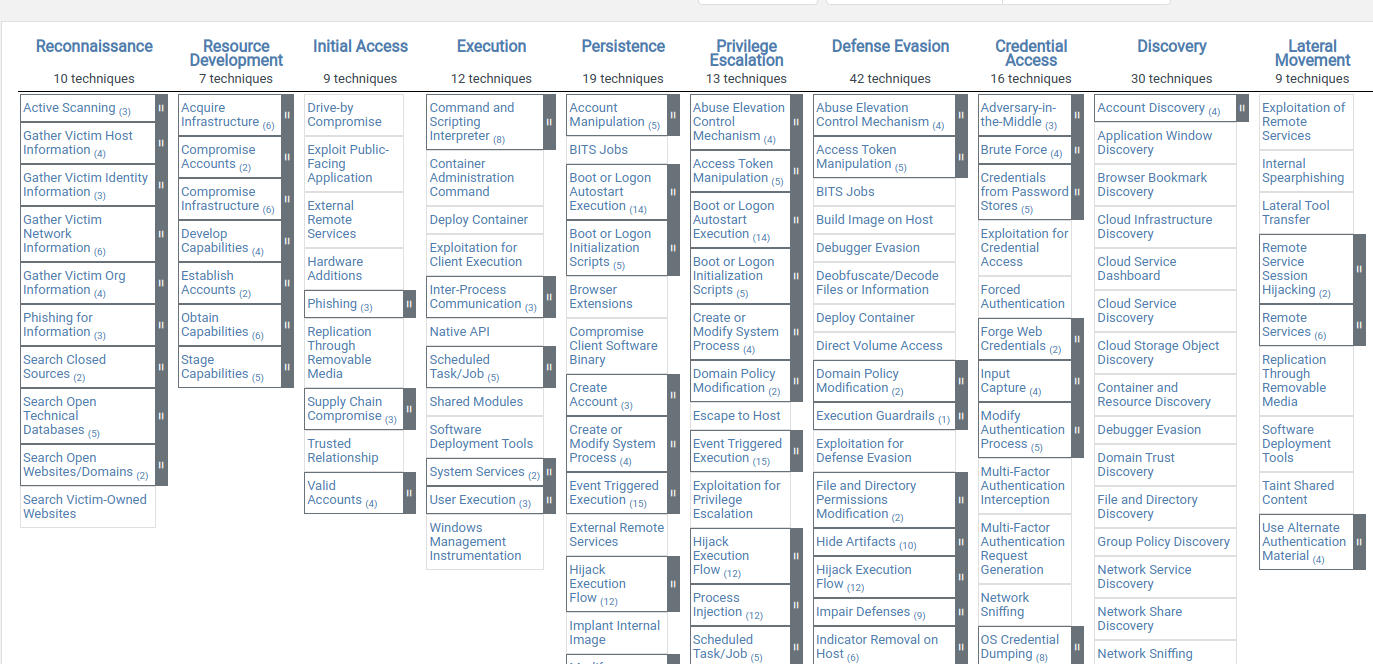 Reconnaissance
10 techniques
Active Scanning (3)
Gather Victim Host
Information (4)
Gather Victim Identity
Information (3)
Gather Victim
Network
Information (6)
Gather Victim Org
Information (4)
Phishing for
Information (3)
Search Closed
Sources (2)
Search Open
Technical
Databases (5)
Search Open
Websites/Domains (2)
Search Victim-Owned
Websites
Resource
Development
7 techniques
Acquire
Infrastructure (6)
Compromise
Accounts (2)
Compromise
Infrastructure (6)
Develop
Capabilities (4)
Establish
Accounts (2)
Obtain
Capabilities (6)
Stage
Capabilities (5)
Initial Access
9 techniques
Drive-by
Compromise
Exploit Public-
Facing
Application
External
Remote
Services
Hardware
Additions
Phishing (3)
Replication
Through
Removable
Media
Supply Chain
Compromise (3)
Trusted
Relationship
Valid
Accounts (4)
Execution
12 techniques
Command and
Scripting
Interpreter (8)
Container
Administration
Command
Deploy Container
Exploitation for
Client Execution
Inter-Process
Communication (3)
Native API
Scheduled
Task/Job (5)
Shared Modules
Software
Deployment Tools
System Services (2)
User Execution (3)
Windows
Management
Instrumentation
Persistence
19 techniques
Account
Manipulation (5)
BITS Jobs
Boot or Logon
Autostart
Execution (14)
Boot or Logon
Initialization
Scripts (5)
Browser
Extensions
Compromise
Client Software
Binary
Create
Account (3)
Create or
Modify System
Process (4)
Event Triggered
Execution (15)
External Remote
Services
Hijack
Execution
Flow (12)
Implant Internal
Image
Privilege
Escalation
13 techniques
Abuse Elevation
Control
Mechanism (4)
Access Token
Manipulation (5)
Boot or Logon
Autostart
Execution (14)
Boot or Logon
Initialization
Scripts (5)
Create or
Modify System
Process (4)
Domain Policy
Modification (2)
Escape to Host
Event Triggered
Execution (15)
Exploitation for
Privilege
Escalation
Hijack
Execution
Flow (12)
Process
Injection (12)
Scheduled
Task/Job (5)
Defense Evasion
42 techniques
Abuse Elevation
Control Mechanism (4)
Access Token
Manipulation (5)
BITS Jobs
Build Image on Host
Debugger Evasion
Deobfuscate/Decode
Files or Information
Deploy Container
Direct Volume Access
Domain Policy
Modification (2)
Execution Guardrails (1)
Exploitation for
Defense Evasion
File and Directory
Permissions
Modification (2)
Hide Artifacts (10)
Hijack Execution
Flow (12)
Impair Defenses (9)
Indicator Removal on
Host (6)
Credential
Access
16 techniques
Adversary-in-
the-Middle (3)
Brute Force (4)
Credentials
from Password
Stores (5)
Exploitation for
Credential
Access
Forced
Authentication
Forge Web
Credentials (2)
Input
Capture (4)
Modify
Authentication
Process (5)
Multi-Factor
Authentication
Interception
Multi-Factor
Authentication
Request
Generation
Network
Sniffing
OS Credential
Dumping (8)
Discovery
30 techniques
Account Discovery (4)
Application Window
Discovery
Browser Bookmark
Discovery
Cloud Infrastructure
Discovery
Cloud Service
Dashboard
Cloud Service
Discovery
Cloud Storage Object
Discovery
Container and
Resource Discovery
Debugger Evasion
Domain Trust
Discovery
File and Directory
Discovery
Group Policy Discovery
Network Service
Discovery
Network Share
Discovery
Network Sniffing
Lateral
Movement
9 techniques
Exploitation of
Remote
Services
Internal
Spearphishing
Lateral Tool
Transfer
Remote
Service
Session
Hijacking (2)
Remote
Services (6)
Replication
Through
Removable
Media
Software
Deployment
Tools
Taint Shared
Content
Use Alternate
Authentication
Material (4)